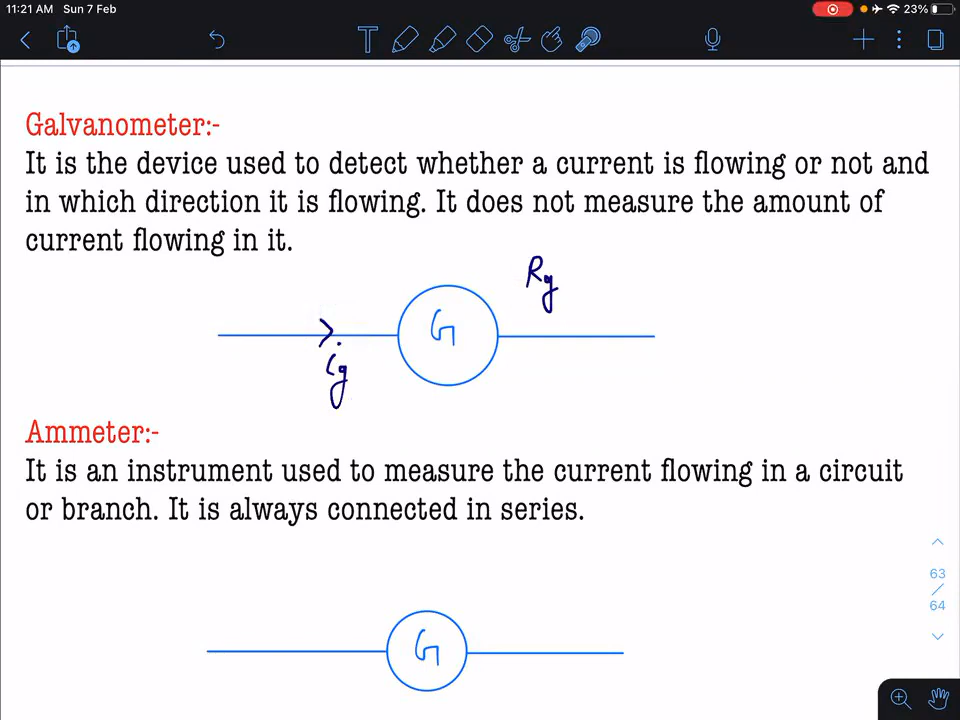 11:21 AM Sun 7 Feb
23%
T
Galvanometer:-
It is the device used to detect whether a current is flowing or not and
in which direction it is flowing. It does not measure the amount of
current flowing in it.
Rg
G
ig
Ammeter:-
It is an instrument used to measure the current flowing in a circuit
or branch. It is always connected in series.
63
/
64
G